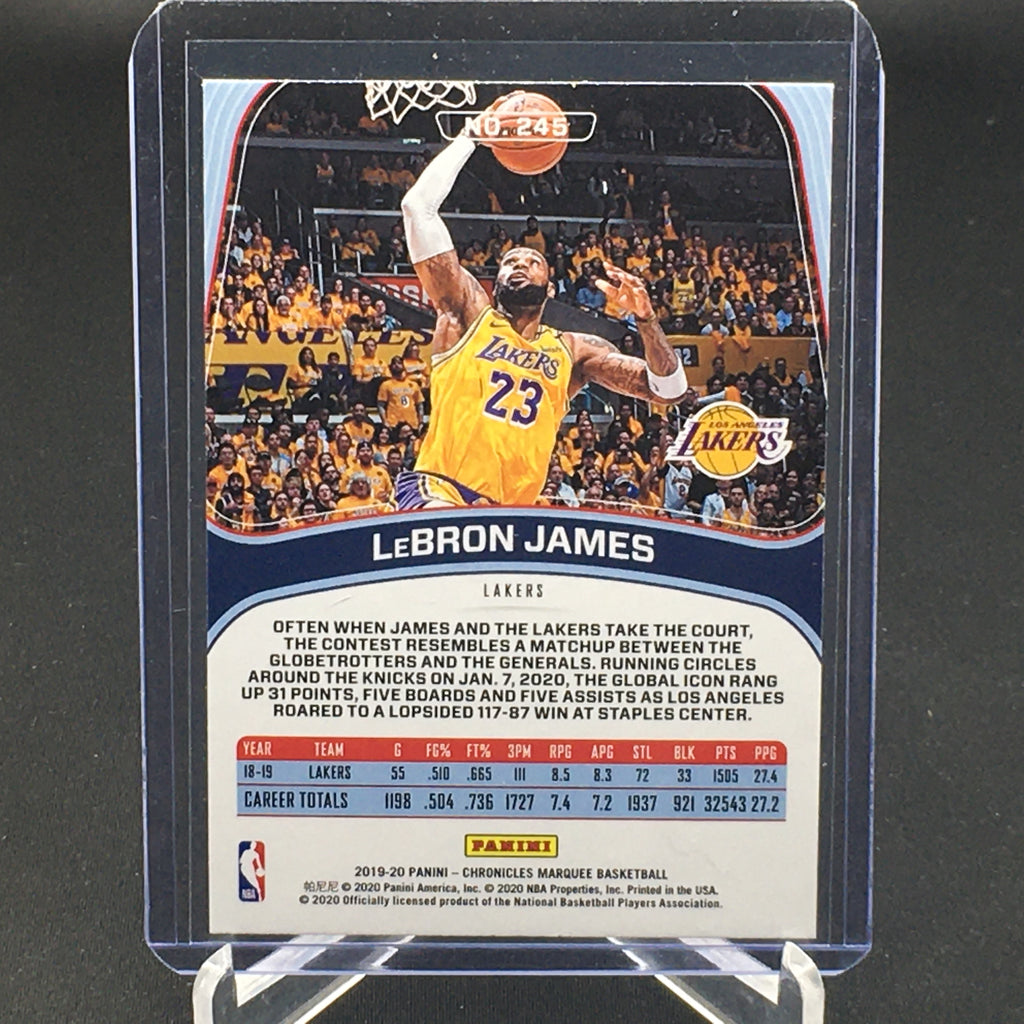 NO. 245
ANGELES
LAKERS
23
LOS ANGELES
LAKERS
LeBRON JAMES
LAKERS
OFTEN WHEN JAMES AND THE LAKERS TAKE THE COURT,
THE CONTEST RESEMBLES A MATCHUP BETWEEN THE
GLOBETROTTERS AND THE GENERALS. RUNNING CIRCLES
AROUND THE KNICKS ON JAN. 7, 2020, THE GLOBAL ICON RANG
UP 31 POINTS, FIVE BOARDS AND FIVE ASSISTS AS LOS ANGELES
ROARED TO A LOPSIDED 117-87 WIN AT STAPLES CENTER.
YEAR TEAM G FG% FT% 3PM RPG APG STL BLK PTS PPG
18-19 LAKERS 55 .510 .665 111 8.5 8.3 72 33 1505 27.4
CAREER TOTALS 1198 .504 .736 1727 7.4 7.2 1937 921 32543 27.2
PANINI
NBA
2019-20 PANINI – CHRONICLES MARQUEE BASKETBALL
帕尼尼 © 2020 Panini America, Inc. © 2020 NBA Properties, Inc. Printed in the USA.
© 2020 Officially licensed product of the National Basketball Players Association.